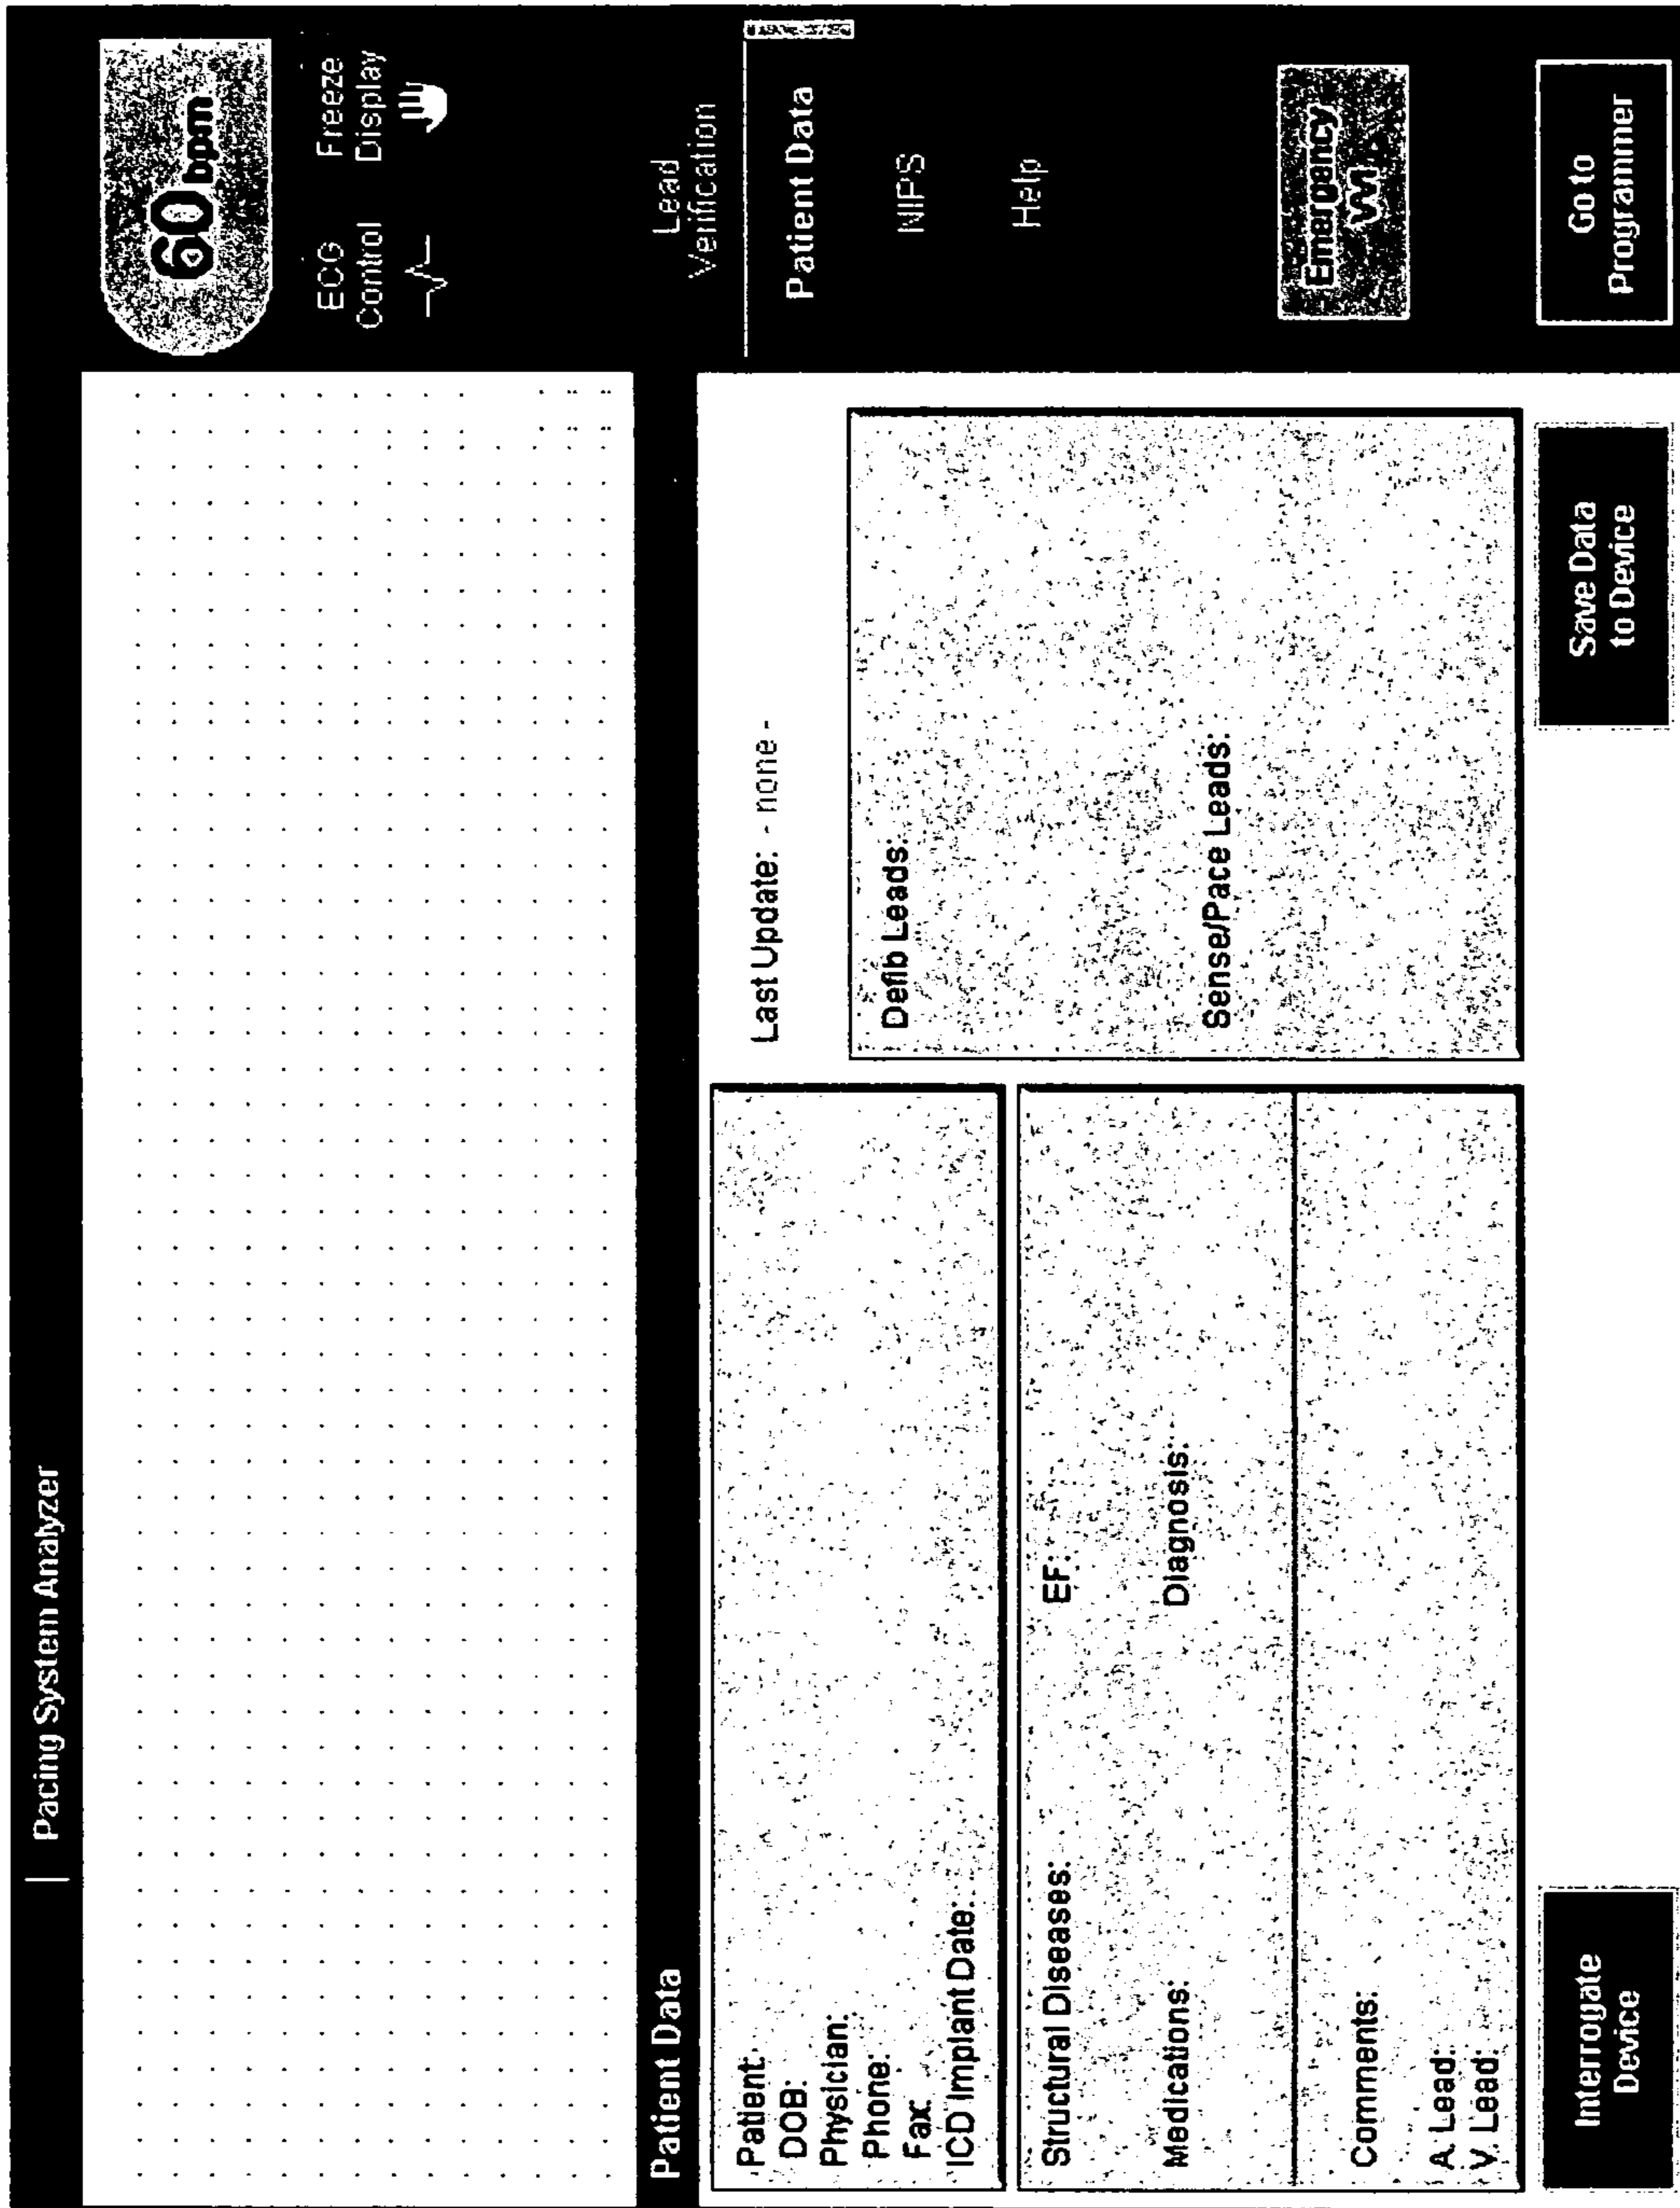 Pacing System Analyzer
60 bpm
ECG
Control
Freeze
Display
Patient Data
Lead
Verification
Patient Data
NIPS
Help
Emergency
VVI
Go to
Programmer
Last Update: - none -
Patient:
DOB:
Physician:
Phone:
Fax:
ICD Implant Date:
Structural Diseases:
EF:
Medications:
Diagnosis:
Comments:
A. Lead:
V. Lead:
Defib Leads:
Sense/Pace Leads:
Interrogate
Device
Save Data
to Device